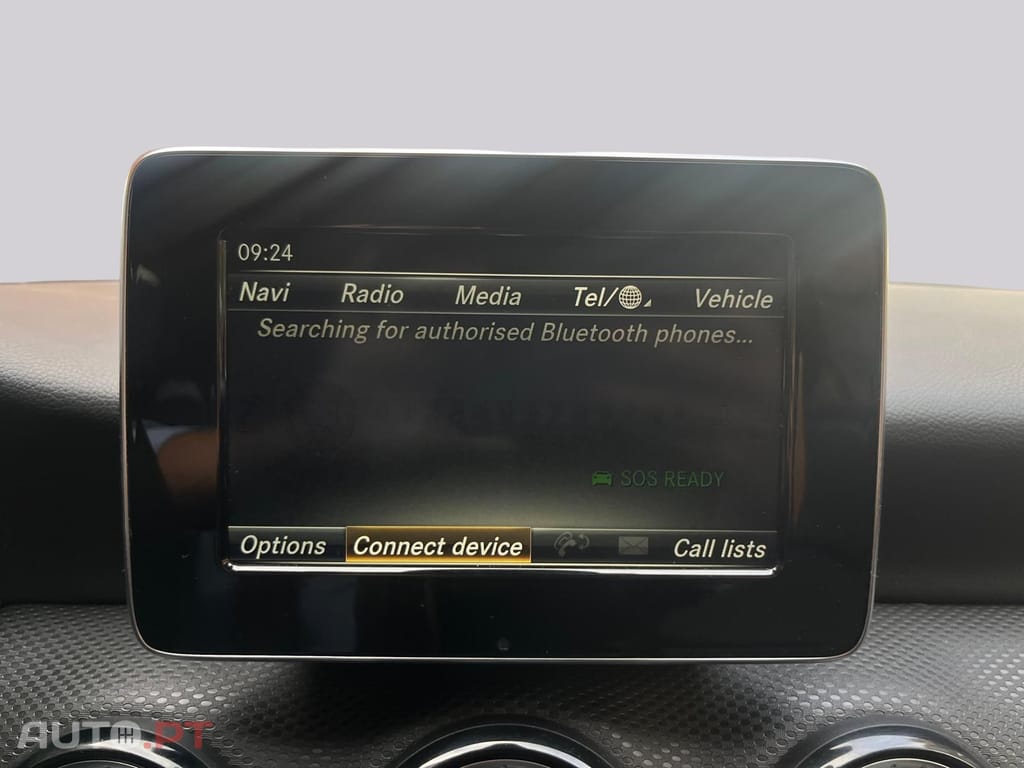 09:24
Navi Radio Media Tel/ Vehicle
Searching for authorised Bluetooth phones...
SOS READY
Options Connect device Call lists
AUTO.PT